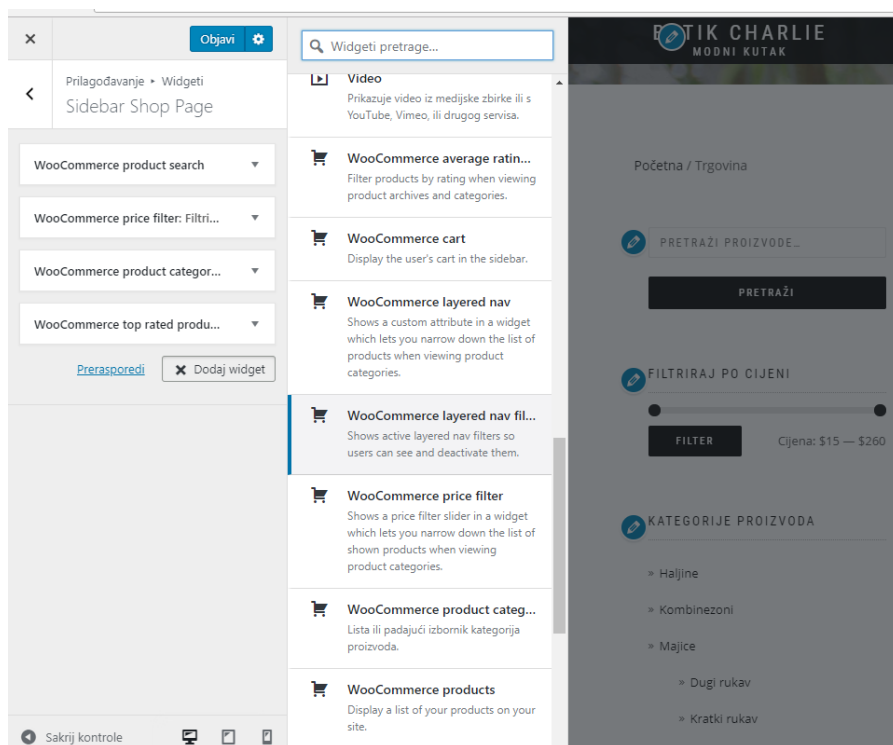 Objavi
Prilagođavanje ▸ Widgeti
Sidebar Shop Page
WooCommerce product search
WooCommerce price filter: Filtri...
WooCommerce product categor...
WooCommerce top rated produ...
Prerasporedi
Dodaj widget
Sakrij kontrole
Widgeti pretrage...
Video
Prikazuje video iz medijske zbirke ili s
YouTube, Vimeo, ili drugog servisa.
WooCommerce average ratin...
Filter products by rating when viewing
product archives and categories.
WooCommerce cart
Display the user's cart in the sidebar.
WooCommerce layered nav
Shows a custom attribute in a widget
which lets you narrow down the list of
products when viewing product
categories.
WooCommerce layered nav fil...
Shows active layered nav filters so
users can see and deactivate them.
WooCommerce price filter
Shows a price filter slider in a widget
which lets you narrow down the list of
shown products when viewing
product categories.
WooCommerce product categ...
Lista ili padajući izbornik kategorija
proizvoda.
WooCommerce products
Display a list of your products on your
site.
CHARLIE
MODNI KUTAK
Početna / Trgovina
PRETRAŽI PROIZVODE...
PRETRAŽI
FILTRIRAJ PO CIJENI
FILTER
Cijena: $15 — $260
KATEGORIJE PROIZVODA
» Haljine
» Kombinezoni
» Majice
» Dugi rukav
» Kratki rukav